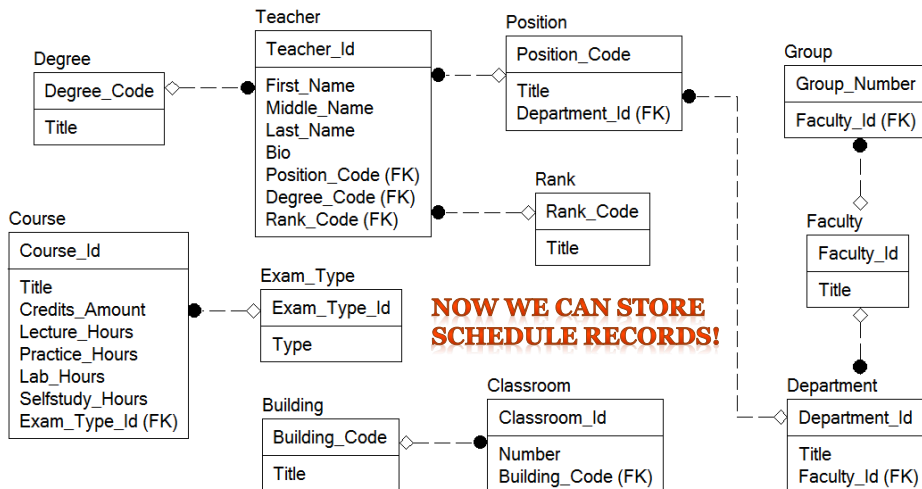 Degree
Degree_Code
Title
Teacher
Teacher_Id
First_Name
Middle_Name
Last_Name
Bio
Position_Code (FK)
Degree_Code (FK)
Rank_Code (FK)
Position
Position_Code
Title
Department_Id (FK)
Group
Group_Number
Faculty_Id (FK)
Rank
Rank_Code
Title
Faculty
Faculty_Id
Title
Course
Course_Id
Title
Credits_Amount
Lecture_Hours
Practice_Hours
Lab_Hours
Selfstudy_Hours
Exam_Type_Id (FK)
Exam_Type
Exam_Type_Id
Type
NOW WE CAN STORE
SCHEDULE RECORDS!
Building
Building_Code
Title
Classroom
Classroom_Id
Number
Building_Code (FK)
Department
Department_Id
Title
Faculty_Id (FK)